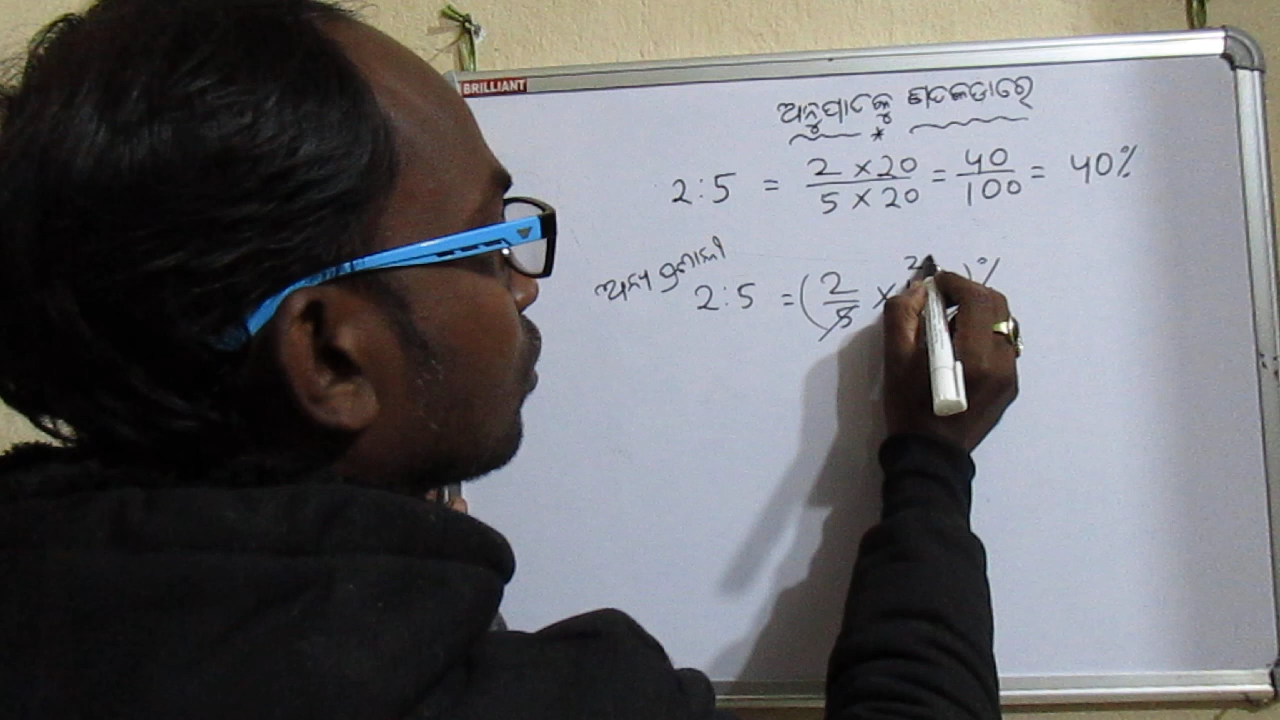 BRILLIANT
ଅନୁପାତକୁ ଶତକଡାରେ
*
2:5 = 2 × 20 / 5 × 20 = 40 / 100 = 40%
ଅନ୍ୟ ପ୍ରଣାଳୀ
2:5 = ( 2 / 5 × 2 ) %